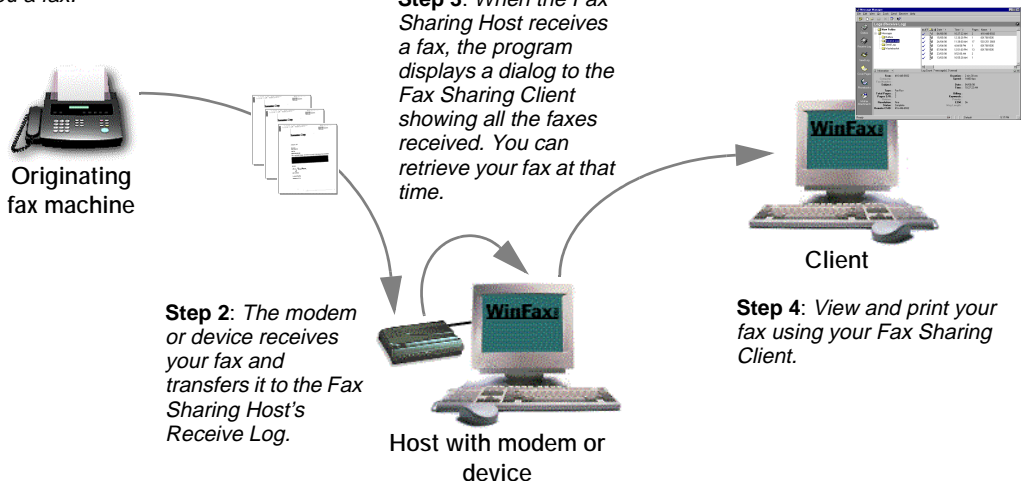 ou a fax.
Step 3: When the Fax
Sharing Host receives
a fax, the program
displays a dialog to the
Fax Sharing Client
showing all the faxes
received. You can
retrieve your fax at that
time.
Originating
fax machine
WinFax
Client
Step 2: The modem
or device receives
your fax and
transfers it to the Fax
Sharing Host's
Receive Log.
WinFax
Host with modem or
device
Step 4: View and print your
fax using your Fax Sharing
Client.